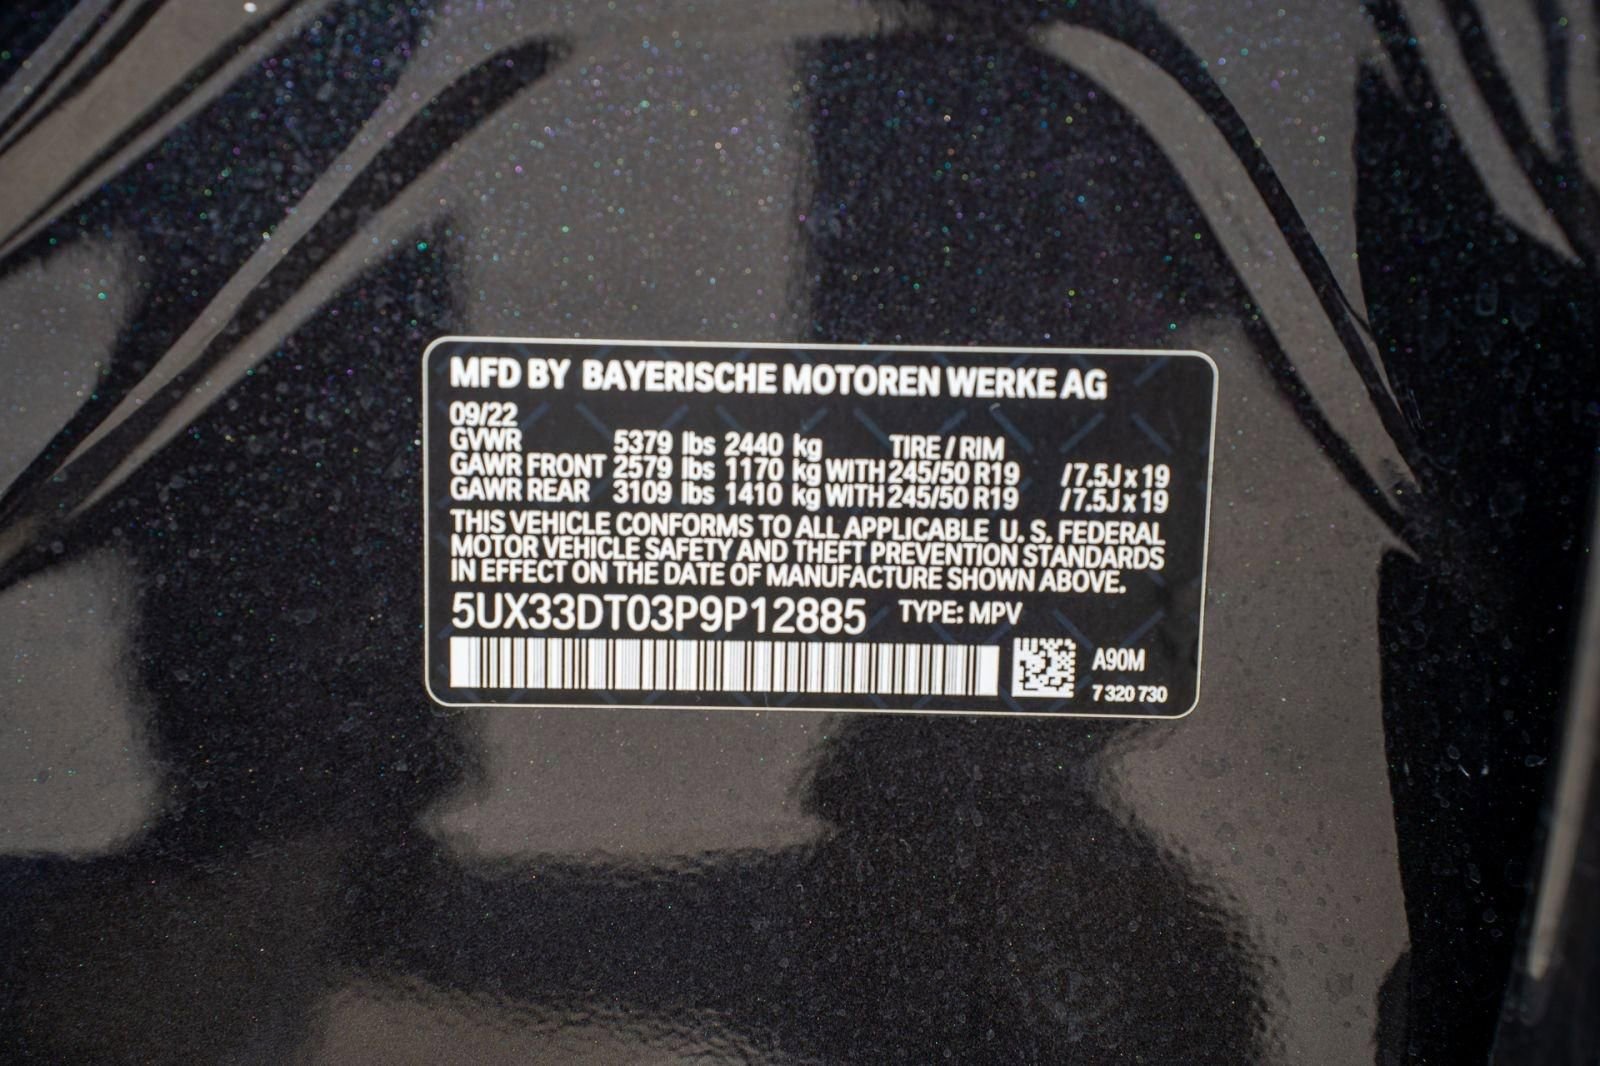 MFD BY BAYERISCHE MOTOREN WERKE AG
09/22
GVWR 5379 lbs 2440 kg TIRE / RIM
GAWR FRONT 2579 lbs 1170 kg WITH 245/50 R19 /7.5J x 19
GAWR REAR 3109 lbs 1410 kg WITH 245/50 R19 /7.5J x 19
THIS VEHICLE CONFORMS TO ALL APPLICABLE U. S. FEDERAL
MOTOR VEHICLE SAFETY AND THEFT PREVENTION STANDARDS
IN EFFECT ON THE DATE OF MANUFACTURE SHOWN ABOVE.
5UX33DT03P9P12885 TYPE: MPV
A90M
7 320 730